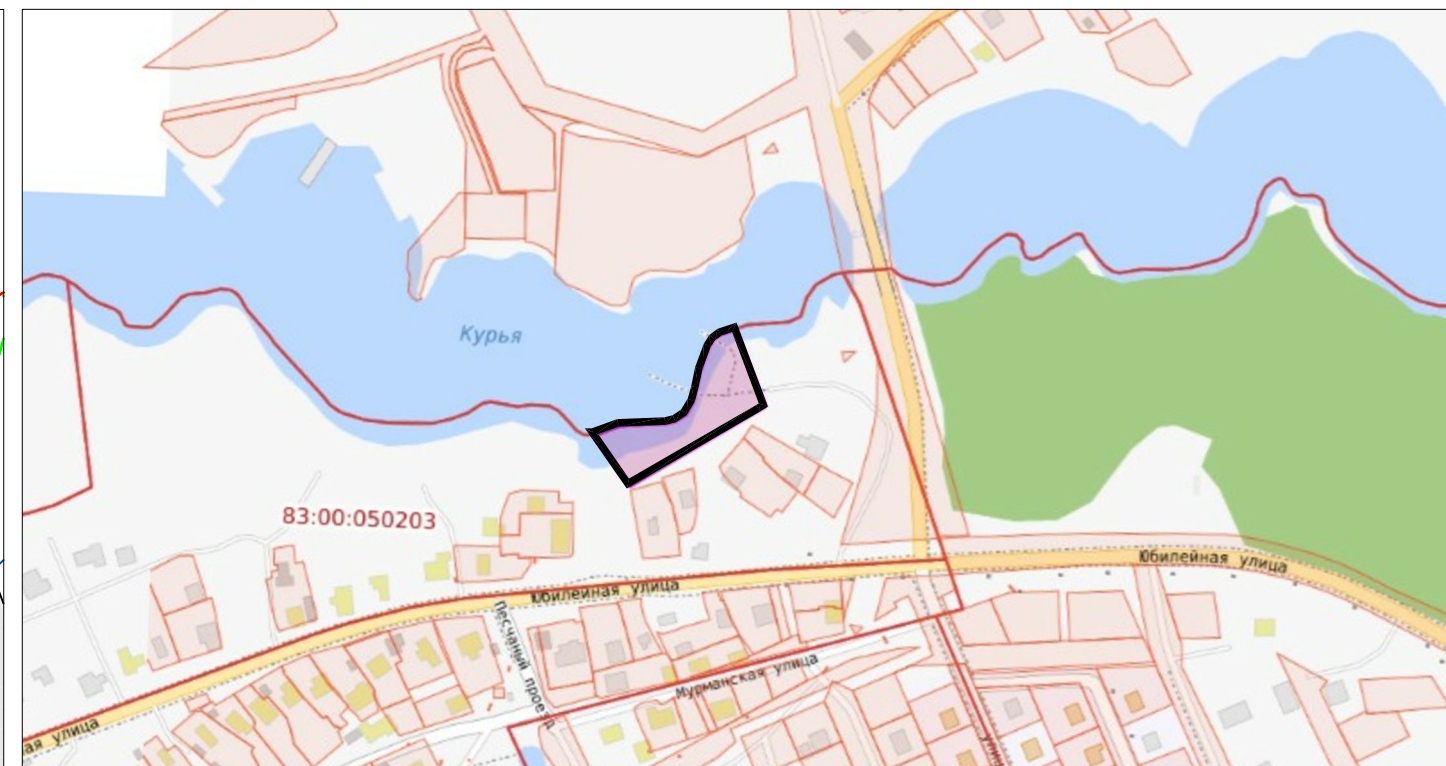 Курья
83:00:050203
Юбилейная улица
Юбилейная улица
Песчаный проезд
Мурманская улица
ая улица